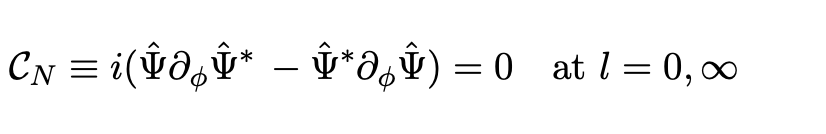 𝒞_N ≡ i(Ψ̂∂_ϕΨ̂* − Ψ̂*∂_ϕΨ̂) = 0 at l = 0, ∞